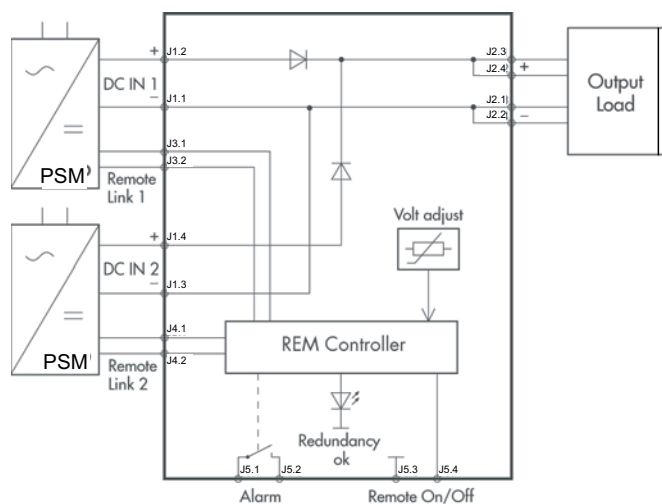 + J1.2
J2.3
J2.4 +
DC IN 1
Output
Load
− J1.1
J2.1
J2.2 −
J3.1
J3.2
PSM
Remote
Link 1
Volt adjust
+ J1.4
DC IN 2
− J1.3
J4.1
REM Controller
J4.2
PSM
Remote
Link 2
Redundancy
ok
J5.1 J5.2 J5.3 J5.4
Alarm Remote On/Off